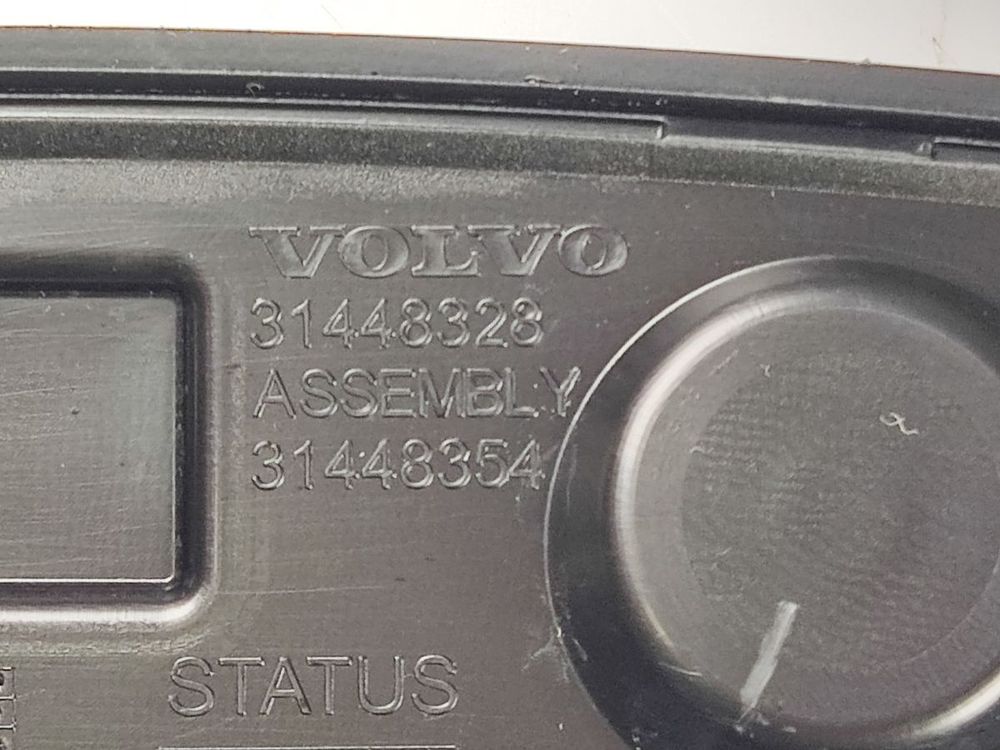 VOLVO
31448328
ASSEMBLY
31448354
STATUS